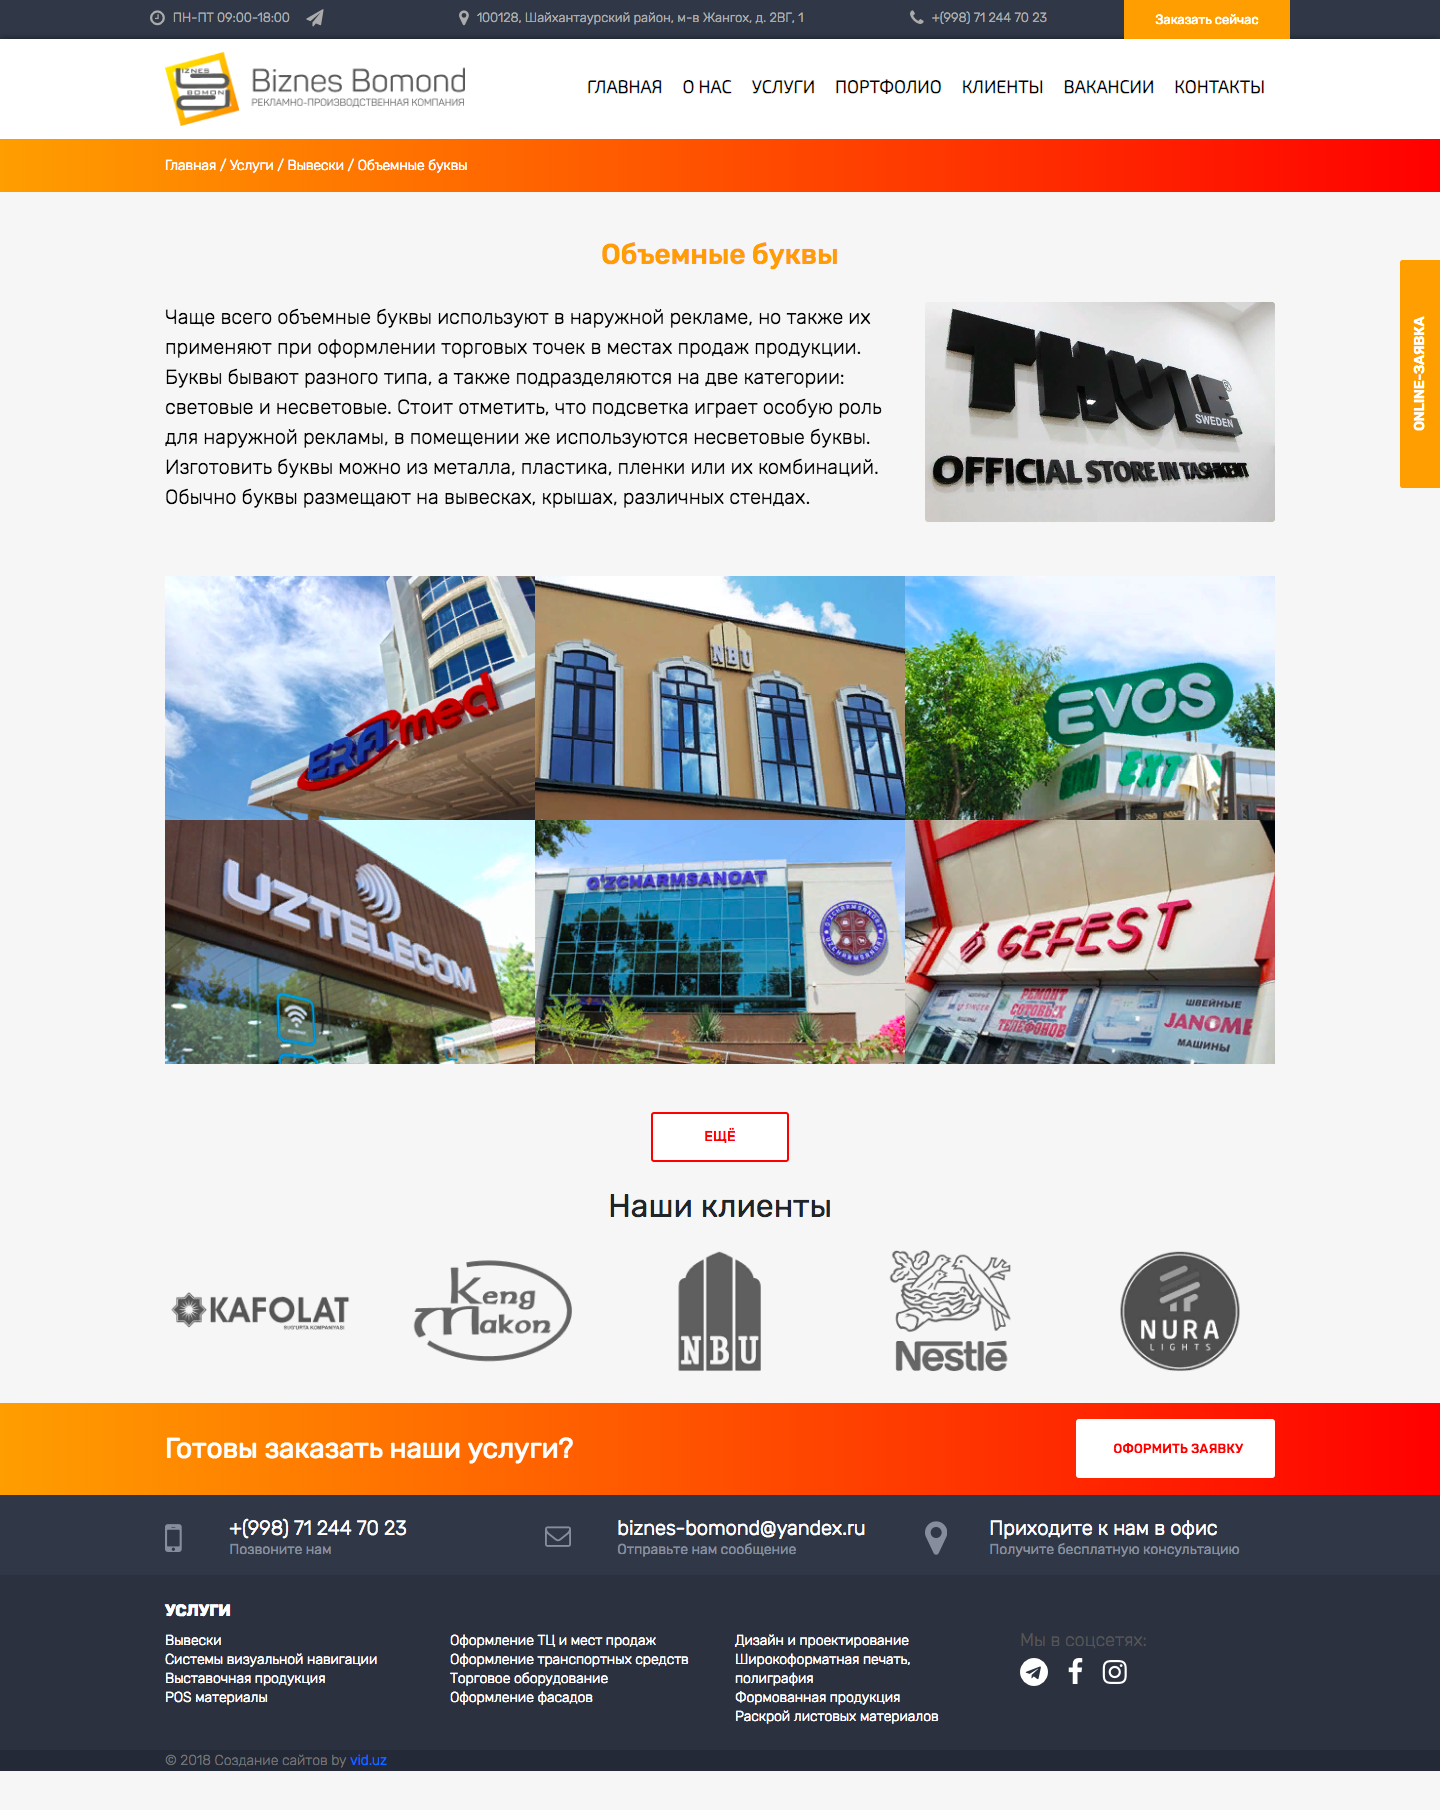 ПН-ПТ 09:00-18:00
100128, Шайхантаурский район, м-в Жангох, д. 2ВГ, 1
+(998) 71 244 70 23
Заказать сейчас
BIZNES
BOMOND
Biznes Bomond
РЕКЛАМНО-ПРОИЗВОДСТВЕННАЯ КОМПАНИЯ
ГЛАВНАЯ О НАС УСЛУГИ ПОРТФОЛИО КЛИЕНТЫ ВАКАНСИИ КОНТАКТЫ
Главная / Услуги / Вывески / Объемные буквы
Объемные буквы
ONLINE-ЗАЯВКА
Чаще всего объемные буквы используют в наружной рекламе, но также их
применяют при оформлении торговых точек в местах продаж продукции.
Буквы бывают разного типа, а также подразделяются на две категории:
световые и несветовые. Стоит отметить, что подсветка играет особую роль
для наружной рекламы, в помещении же используются несветовые буквы.
Изготовить буквы можно из металла, пластика, пленки или их комбинаций.
Обычно буквы размещают на вывесках, крышах, различных стендах.
THULE®
SWEDEN
OFFICIAL STORE IN TASHKENT
ERA med
NBU
EVOS
EXT
UZTELECOM
O'ZCHARMSANOAT
GEFEST
РЕМОНТ
СОТОВЫХ
ТЕЛЕФОНОВ
ШВЕЙНЫЕ
JANOME
МАШИНЫ
ЕЩЁ
Наши клиенты
KAFOLAT
SUG'URTA KOMPANIYASI
Keng
Makon
NBU
Nestlé
NURA
LIGHTS
Готовы заказать наши услуги?
ОФОРМИТЬ ЗАЯВКУ
+(998) 71 244 70 23
Позвоните нам
biznes-bomond@yandex.ru
Отправьте нам сообщение
Приходите к нам в офис
Получите бесплатную консультацию
УСЛУГИ
Вывески
Системы визуальной навигации
Выставочная продукция
POS материалы
Оформление ТЦ и мест продаж
Оформление транспортных средств
Торговое оборудование
Оформление фасадов
Дизайн и проектирование
Широкоформатная печать,
полиграфия
Формованная продукция
Раскрой листовых материалов
Мы в соцсетях:
© 2018 Создание сайтов by vid.uz